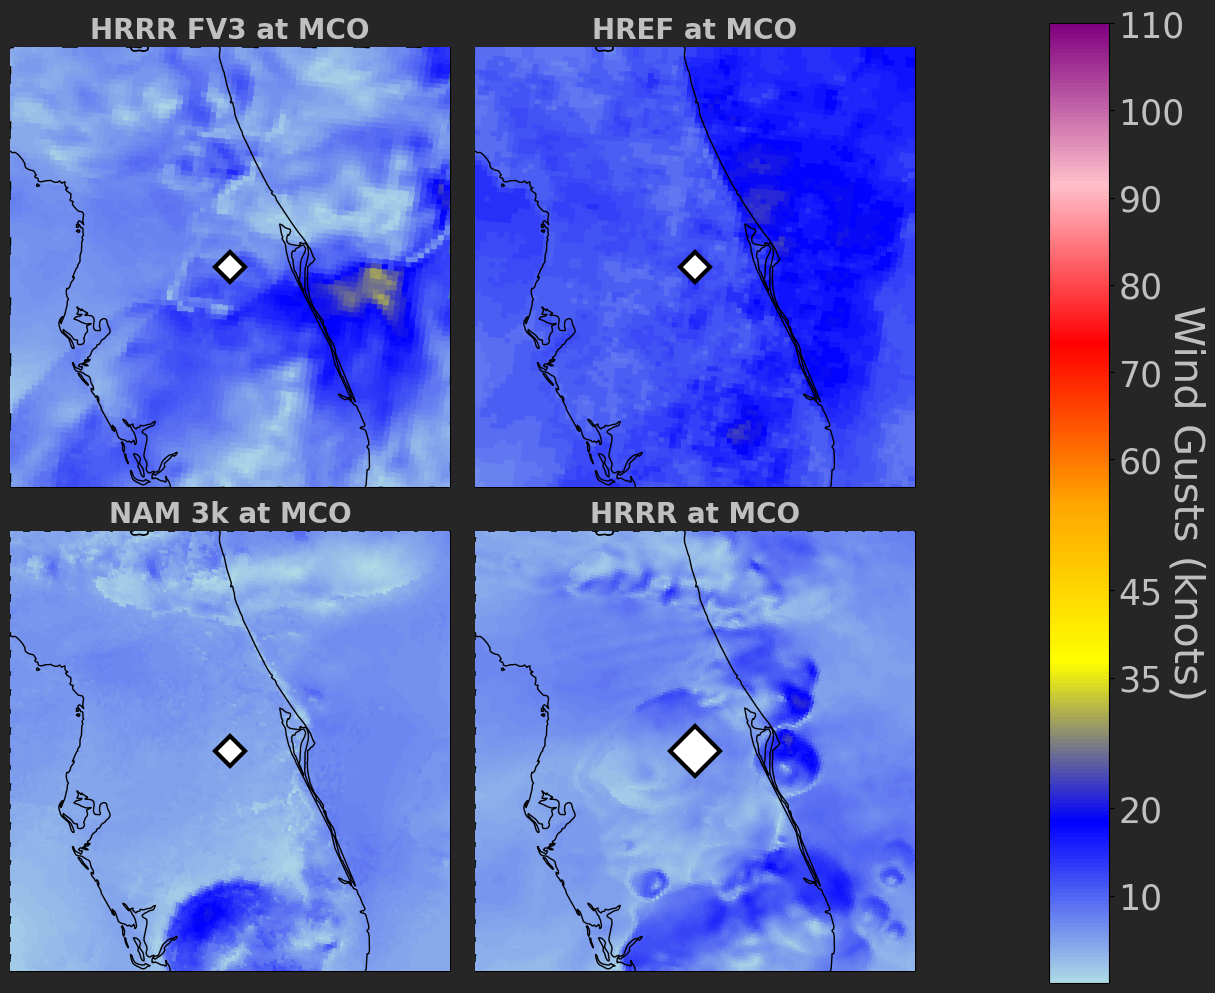 HRRR FV3 at MCO
HREF at MCO
NAM 3k at MCO
HRRR at MCO
110
100
90
80
70
60
45
35
20
10
Wind Gusts (knots)